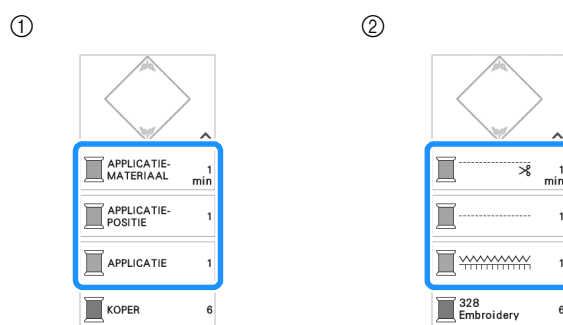 ①
②
APPLICATIE-
MATERIAAL
1
min
APPLICATIE-
POSITIE
1
APPLICATIE
1
KOPER
6
1
min
1
1
328
Embroidery
6